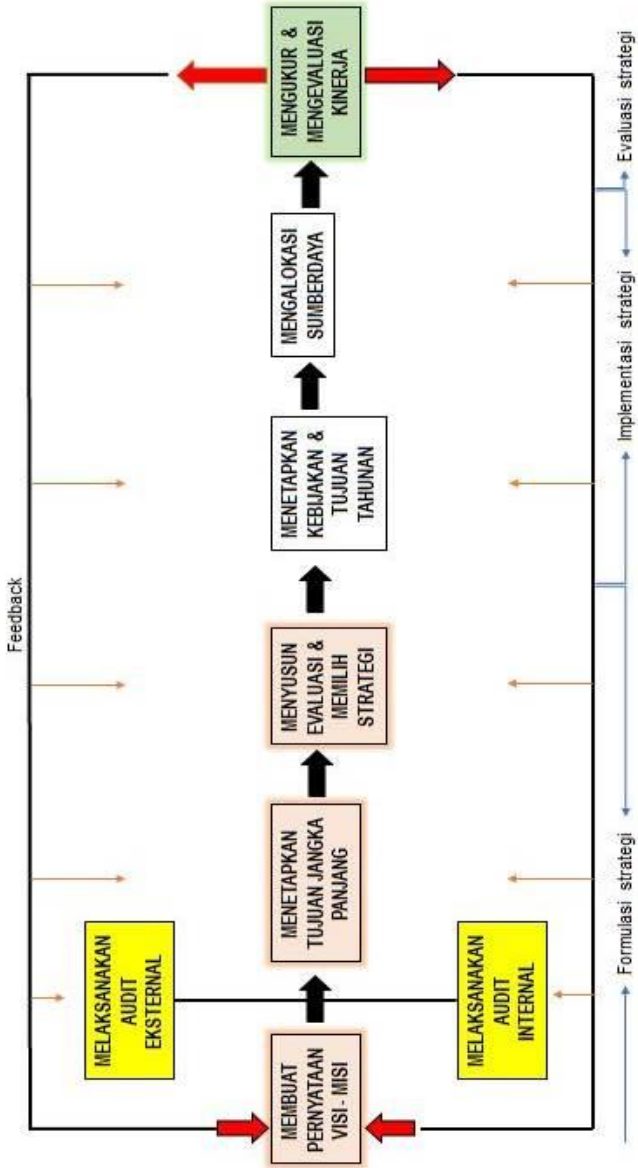 Feedback
MELAKSANAKAN
AUDIT
EKSTERNAL
MEMBUAT
PERNYATAAN
VISI - MISI
MENETAPKAN
TUJUAN JANGKA
PANJANG
MENYUSUN
EVALUASI &
MEMILIH
STRATEGI
MENETAPKAN
KEBIJAKAN &
TUJUAN
TAHUNAN
MENGALOKASI
SUMBERDAYA
MENGUKUR &
MENGEVALUASI
KINERJA
MELAKSANAKAN
AUDIT
INTERNAL
Formulasi strategi
Implementasi strategi
Evaluasi strategi